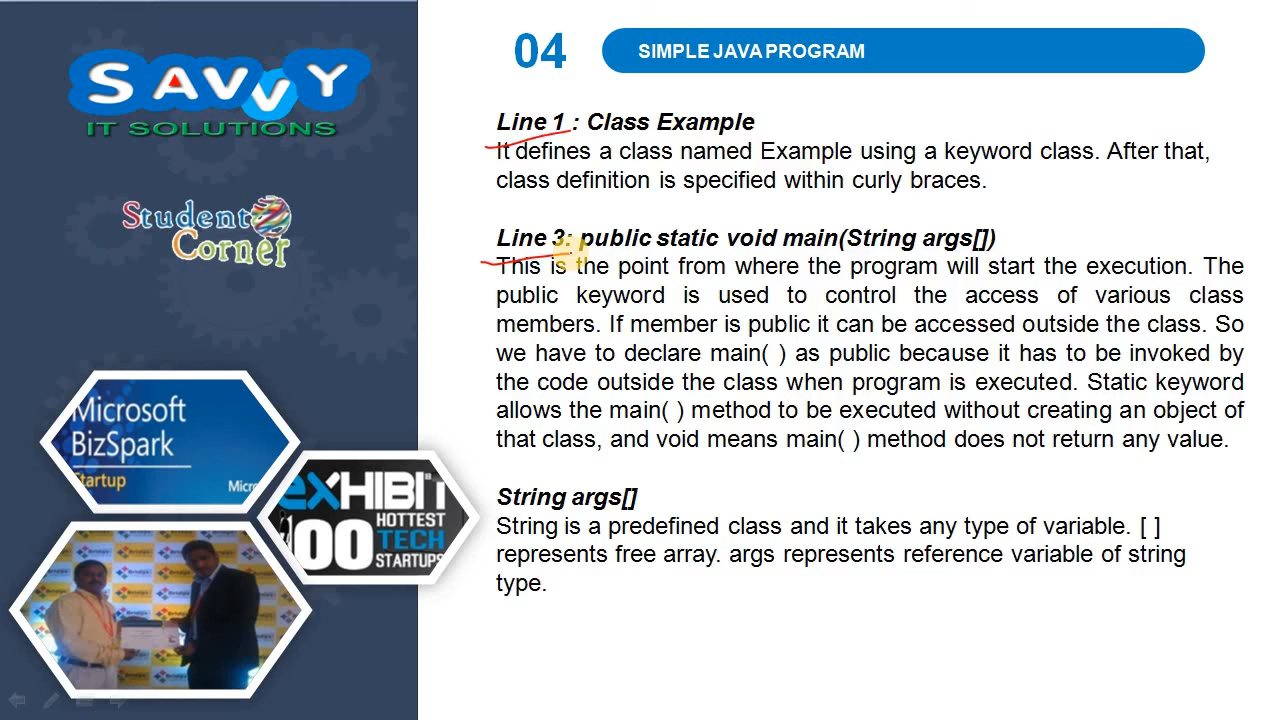 SAVVY
IT SOLUTIONS
Student
Corner
Microsoft
BizSpark
Startup
Micr
eXHIBIT
100
HOTTEST
TECH
STARTUPS
04
SIMPLE JAVA PROGRAM
Line 1 : Class Example
It defines a class named Example using a keyword class. After that,
class definition is specified within curly braces.
Line 3: public static void main(String args[])
This is the point from where the program will start the execution. The
public keyword is used to control the access of various class
members. If member is public it can be accessed outside the class. So
we have to declare main( ) as public because it has to be invoked by
the code outside the class when program is executed. Static keyword
allows the main( ) method to be executed without creating an object of
that class, and void means main( ) method does not return any value.
String args[]
String is a predefined class and it takes any type of variable. [ ]
represents free array. args represents reference variable of string
type.